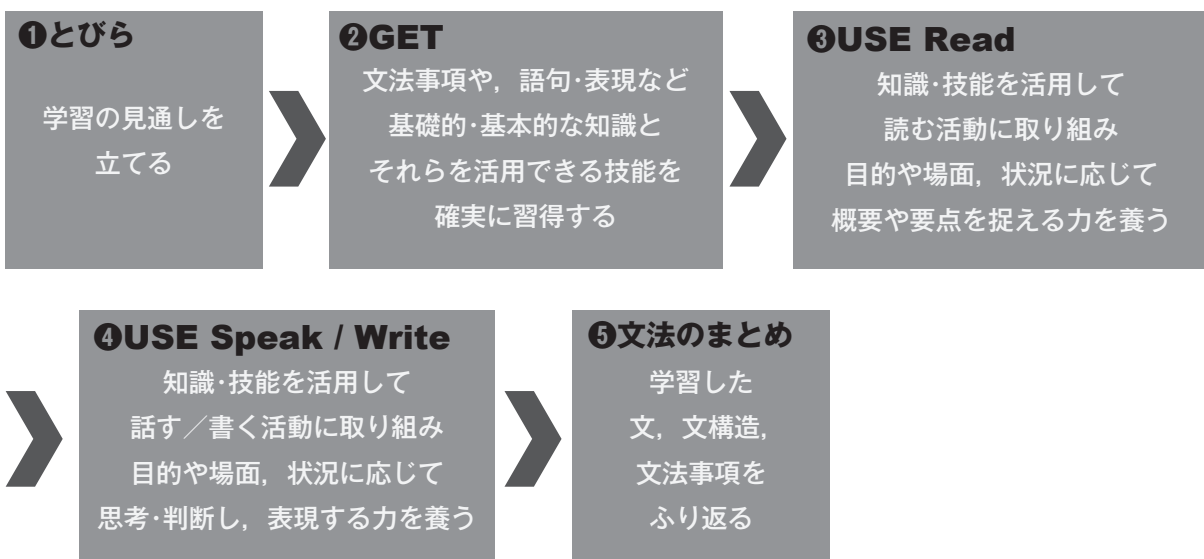 ❶とびら
学習の見通しを
立てる
❷GET
文法事項や，語句·表現など
基礎的·基本的な知識と
それらを活用できる技能を
確実に習得する
❸USE Read
知識·技能を活用して
読む活動に取り組み
目的や場面，状況に応じて
概要や要点を捉える力を養う
❹USE Speak / Write
知識·技能を活用して
話す／書く活動に取り組み
目的や場面，状況に応じて
思考·判断し，表現する力を養う
❺文法のまとめ
学習した
文，文構造，
文法事項を
ふり返る